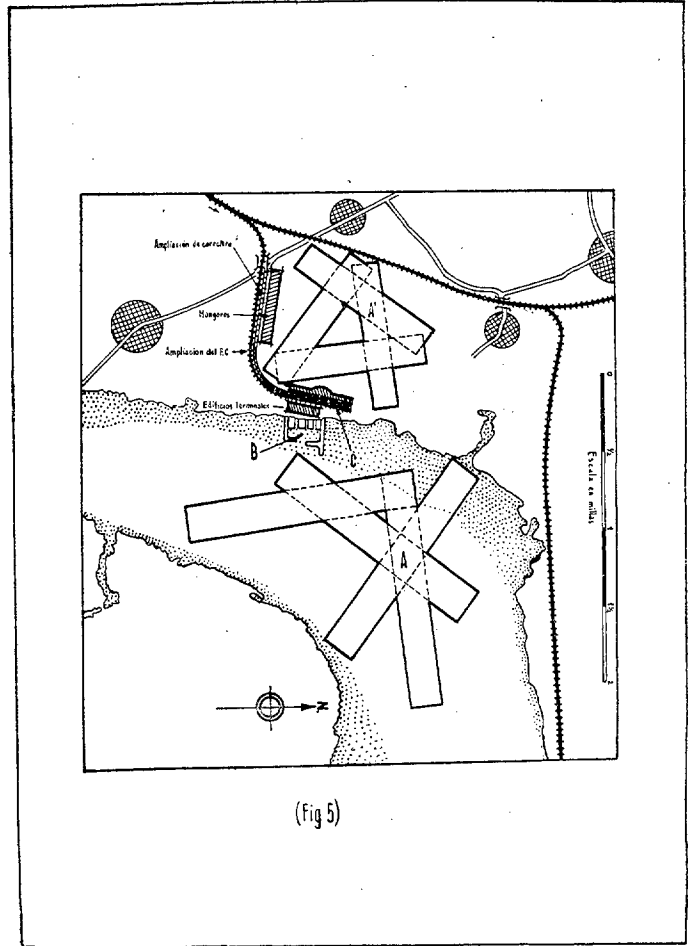 Ampliación de carretera
A'
Hangares
Ampliación del F.C
Edificios Terminales
B
C
A
N
0
½
1
1½
2
Escala en millas
(Fig 5)